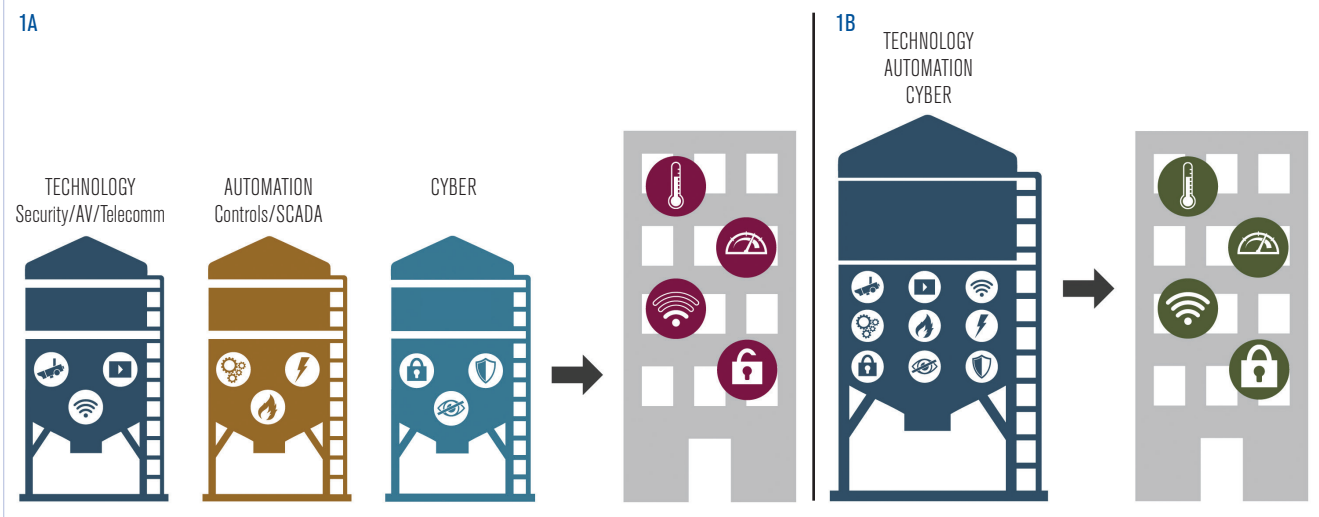 1A
TECHNOLOGY
Security/AV/Telecomm
AUTOMATION
Controls/SCADA
CYBER
1B
TECHNOLOGY
AUTOMATION
CYBER